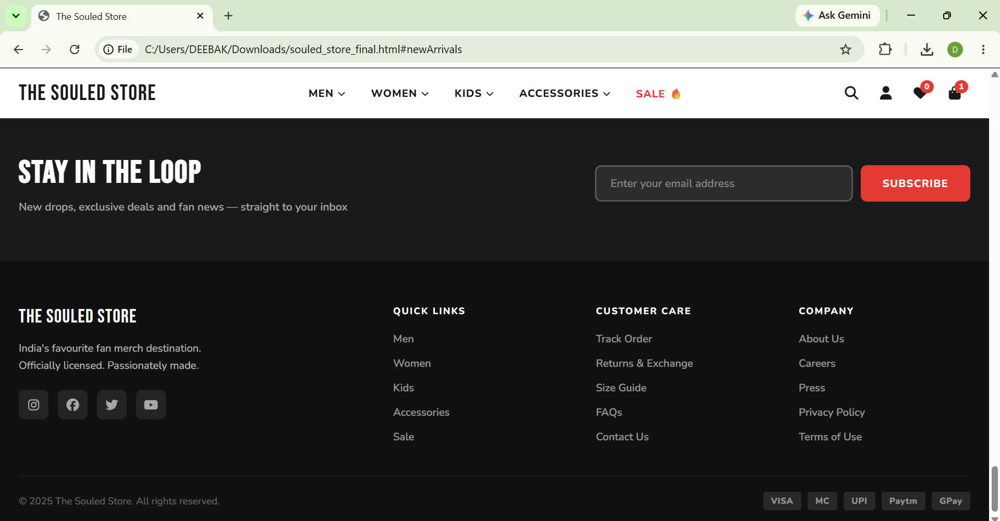 The Souled Store
Ask Gemini
File
C:/Users/DEEBAK/Downloads/souled_store_final.html#newArrivals
D
THE SOULED STORE
MEN
WOMEN
KIDS
ACCESSORIES
SALE 🔥
0
1
STAY IN THE LOOP
New drops, exclusive deals and fan news — straight to your inbox
Enter your email address
SUBSCRIBE
THE SOULED STORE
India's favourite fan merch destination.
Officially licensed. Passionately made.
QUICK LINKS
Men
Women
Kids
Accessories
Sale
CUSTOMER CARE
Track Order
Returns & Exchange
Size Guide
FAQs
Contact Us
COMPANY
About Us
Careers
Press
Privacy Policy
Terms of Use
© 2025 The Souled Store. All rights reserved.
VISA
MC
UPI
Paytm
GPay